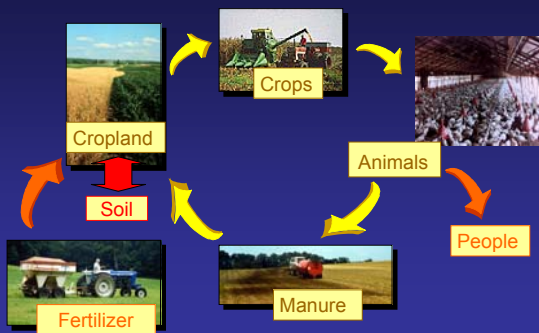 Crops
Cropland
Animals
Soil
People
Manure
Fertilizer